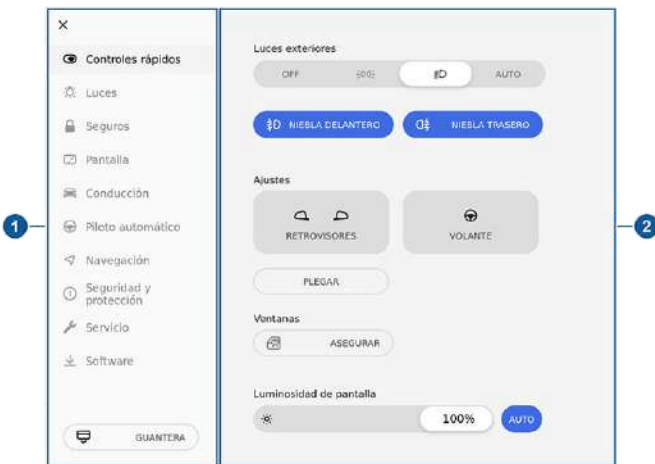 Controles rápidos
Luces
Seguros
Pantalla
Conducción
Piloto automático
Navegación
Seguridad y
protección
Servicio
Software
GUANTERA
1
Luces exteriores
OFF
AUTO
NIEBLA DELANTERO
NIEBLA TRASERO
Ajustes
RETROVISORES
VOLANTE
PLEGAR
Ventanas
ASEGURAR
Luminosidad de pantalla
100%
AUTO
2